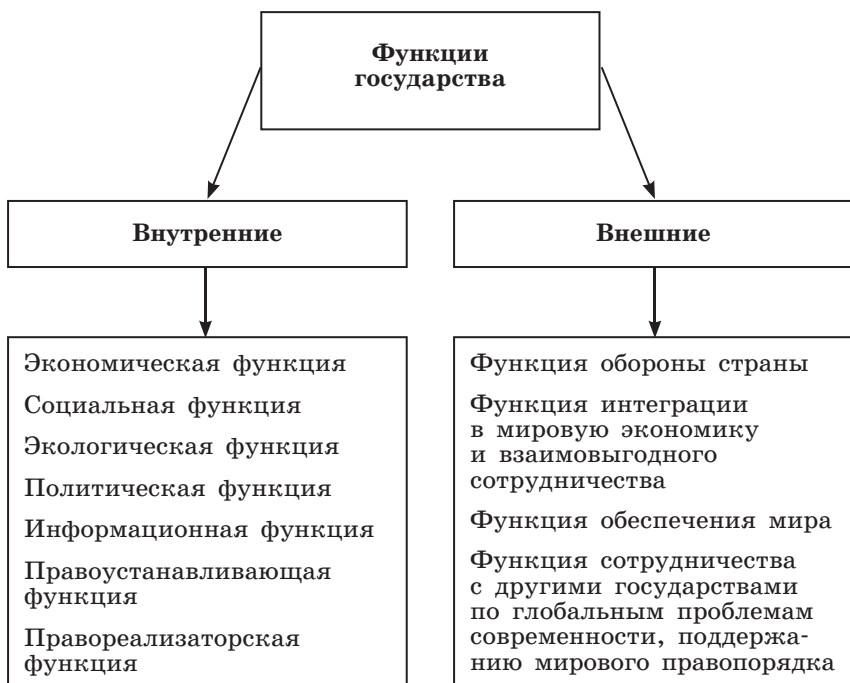 Функции
государства
Внутренние
Внешние
Экономическая функция
Социальная функция
Экологическая функция
Политическая функция
Информационная функция
Правоустанавливающая
функция
Правореализаторская
функция
Функция обороны страны
Функция интеграции
в мировую экономику
и взаимовыгодного
сотрудничества
Функция обеспечения мира
Функция сотрудничества
с другими государствами
по глобальным проблемам
современности, поддержа-
нию мирового правопорядка